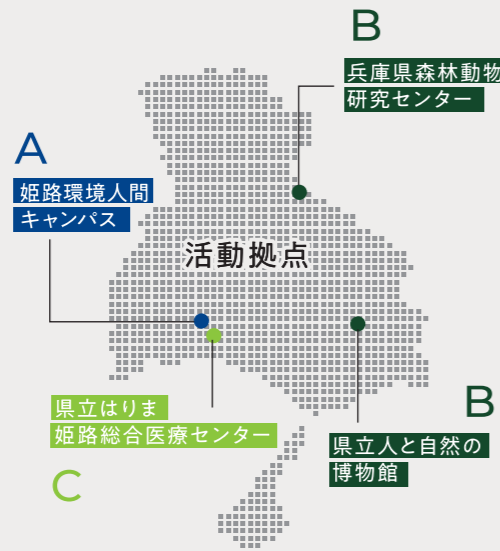 B
兵庫県森林動物
研究センター
A
姫路環境人間
キャンパス
活動拠点
県立はりま
姫路総合医療センター
C
B
県立人と自然の
博物館